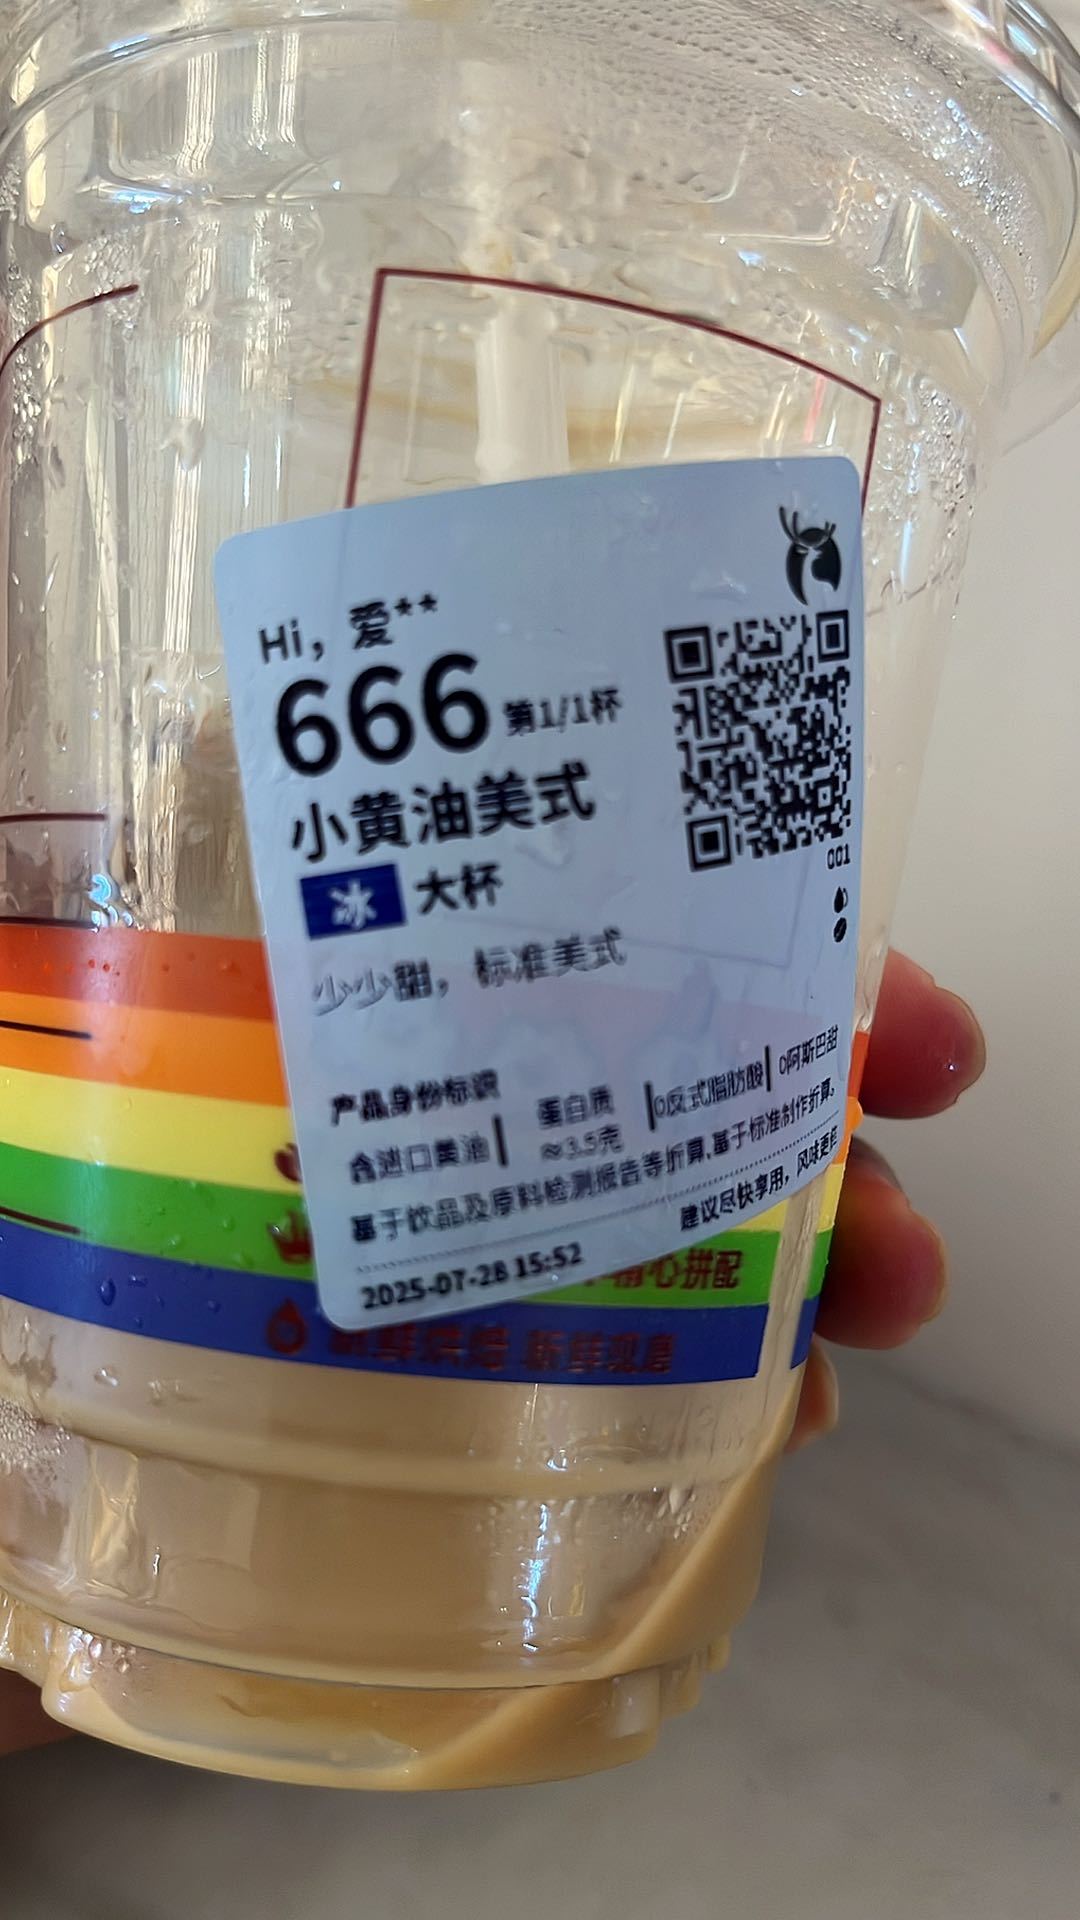 Hi，爱**
666 第1/1杯
小黄油美式
冰 大杯
少少甜，标准美式
001
产品身份标识
含进口黄油 | 蛋白质≈3.5克 | 0反式脂肪酸 | 0阿斯巴甜
基于饮品及原料检测报告等折算，基于标准制作折算。
建议尽快享用，风味更佳
2025-07-28 15:52
精心拼配
新鲜烘焙 新鲜现磨